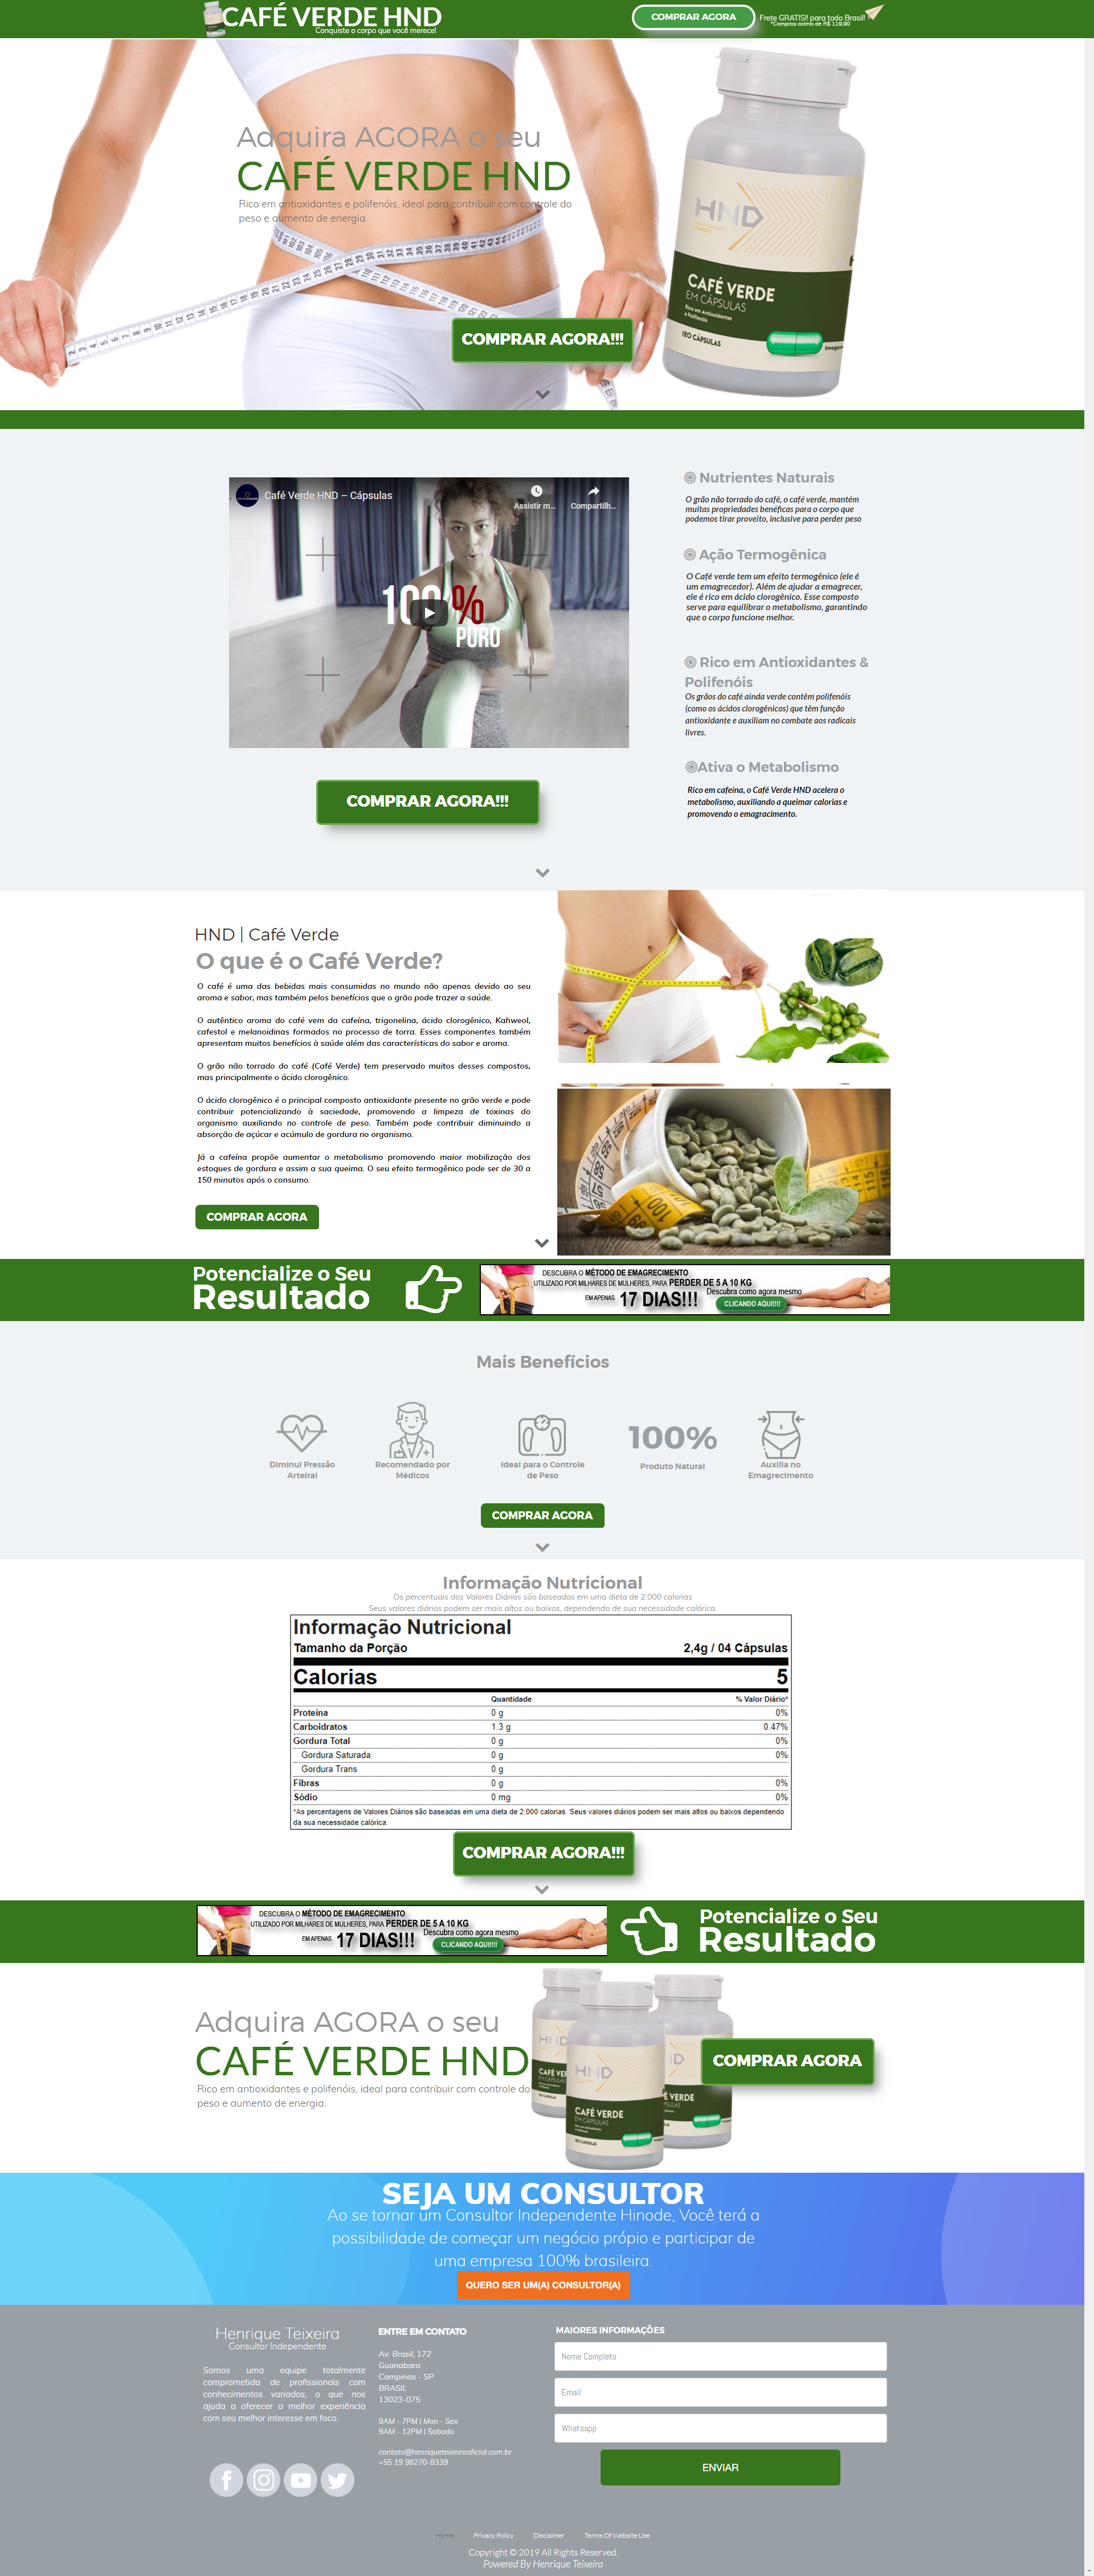 CAFÉ VERDE HND
Conquiste o corpo que você merece!
COMPRAR AGORA
Frete GRATIS!! para todo Brasil!
*Compras acima de R$ 119,90
Adquira AGORA o seu
CAFÉ VERDE HND
Rico em antioxidantes e polifenóis, ideal para contribuir com controle do
peso e aumento de energia.
HND
CAFÉ VERDE
EM CÁPSULAS
Rico em Antioxidantes
e Polifenóis
120 CÁPSULAS
COMPRAR AGORA!!!
Café Verde HND – Cápsulas
Assistir m...
Compartilh...
100%
PURO
COMPRAR AGORA!!!
Nutrientes Naturais
O grão não torrado do café, o café verde, mantém
muitas propriedades benéficas para o corpo que
podemos tirar proveito, inclusive para perder peso
Ação Termogênica
O Café verde tem um efeito termogênico (ele é
um emagrecedor). Além de ajudar a emagrecer,
ele é rico em ácido clorogênico. Esse composto
serve para equilibrar o metabolismo, garantindo
que o corpo funcione melhor.
Rico em Antioxidantes &
Polifenóis
Os grãos do café ainda verde contêm polifenóis
(como os ácidos clorogênicos) que têm função
antioxidante e auxiliam no combate aos radicais
livres.
Ativa o Metabolismo
Rico em cafeína, o Café Verde HND acelera o
metabolismo, auxiliando a queimar calorias e
promovendo o emagracimento.
HND | Café Verde
O que é o Café Verde?
O café é uma das bebidas mais consumidas no mundo não apenas devido ao seu
aroma e sabor, mas também pelos benefícios que o grão pode trazer a saúde.
O autêntico aroma do café vem da cafeína, trigonelina, ácido clorogênico, Kahweol,
cafestol e melanoidinas formados no processo de torra. Esses componentes também
apresentam muitos benefícios à saúde além das características do sabor e aroma.
O grão não torrado do café (Café Verde) tem preservado muitos desses compostos,
mas principalmente o ácido clorogênico.
O ácido clorogênico é o principal composto antioxidante presente no grão verde e pode
contribuir potencializando à saciedade, promovendo a limpeza de toxinas do
organismo auxiliando no controle de peso. Também pode contribuir diminuindo a
absorção de açúcar e acúmulo de gordura no organismo.
Já a cafeína propõe aumentar o metabolismo promovendo maior mobilização dos
estoques de gordura e assim a sua queima. O seu efeito termogênico pode ser de 30 a
150 minutos após o consumo.
COMPRAR AGORA
Potencialize o Seu
Resultado
DESCUBRA O MÉTODO DE EMAGRECIMENTO
UTILIZADO POR MILHARES DE MULHERES, PARA PERDER DE 5 A 10 KG
EM APENAS 17 DIAS!!!
Descubra como agora mesmo
CLICANDO AQUI!!!!
Mais Benefícios
Diminui Pressão
Arteiral
Recomendado por
Médicos
Ideal para o Controle
de Peso
100%
Produto Natural
Auxilia no
Emagrecimento
COMPRAR AGORA
Informação Nutricional
Os percentuais dos Valores Diários são baseados em uma dieta de 2.000 calorias
Seus valores diários podem ser mais altos ou baixos, dependendo de sua necessidade calórica.
Informação Nutricional
Tamanho da Porção 2,4g / 04 Cápsulas
Calorias 5
Quantidade % Valor Diário*
Proteína 0 g 0%
Carboidratos 1.3 g 0.47%
Gordura Total 0 g 0%
Gordura Saturada 0 g 0%
Gordura Trans 0 g
Fibras 0 g 0%
Sódio 0 mg 0%
*As percentagens de Valores Diários são baseadas em uma dieta de 2,000 calorias. Seus valores diários podem ser mais altos ou baixos dependendo
da sua necessidade calórica.
COMPRAR AGORA!!!
DESCUBRA O MÉTODO DE EMAGRECIMENTO
UTILIZADO POR MILHARES DE MULHERES, PARA PERDER DE 5 A 10 KG
EM APENAS 17 DIAS!!!
Descubra como agora mesmo
CLICANDO AQUI!!!!
Potencialize o Seu
Resultado
Adquira AGORA o seu
CAFÉ VERDE HND
Rico em antioxidantes e polifenóis, ideal para contribuir com controle do
peso e aumento de energia.
HND
CAFÉ VERDE
EM CÁPSULAS
COMPRAR AGORA
SEJA UM CONSULTOR
Ao se tornar um Consultor Independente Hinode, Você terá a
possibilidade de começar um negócio própio e participar de
uma empresa 100% brasileira.
QUERO SER UM(A) CONSULTOR(A)
Henrique Teixeira
Consultor Independente
Somos uma equipe totalmente
comprometida de profissionais com
conhecimentos variados, o que nos
ajuda a oferecer a melhor experiência
com seu melhor interesse em foco.
ENTRE EM CONTATO
Av. Brasil, 172
Guanabara
Campinas - SP
BRASIL
13023-075
9AM - 7PM | Mon - Sex
9AM - 12PM | Sabado
contato@henriqueteixeiraoficial.com.br
+55 19 98270-8339
MAIORES INFORMAÇÕES
Nome Completo
Email
Whatsapp
ENVIAR
Home
Privacy Policy
Disclaimer
Terms Of Website Use
Copyright © 2019 All Rights Reserved.
Powered By Henrique Teixeira